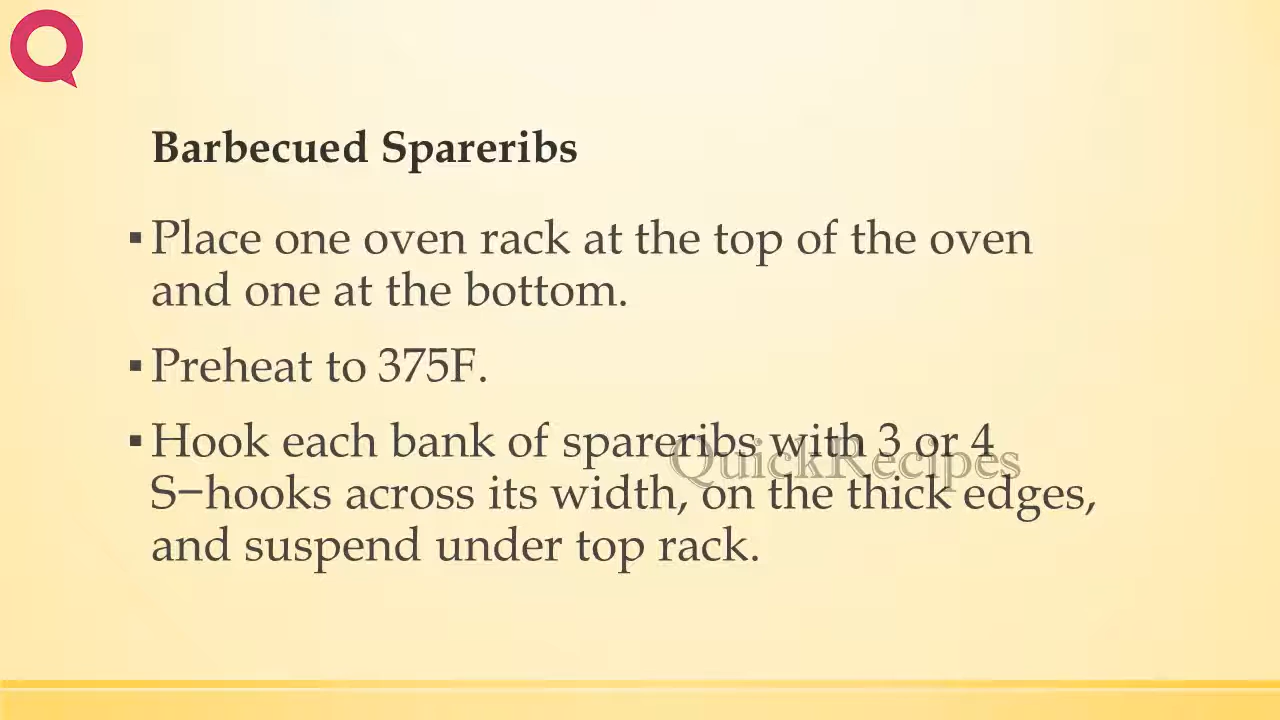 Barbecued Spareribs
▪ Place one oven rack at the top of the oven
and one at the bottom.
▪ Preheat to 375F.
▪ Hook each bank of spareribs with 3 or 4
QuickRecipes
S−hooks across its width, on the thick edges,
and suspend under top rack.